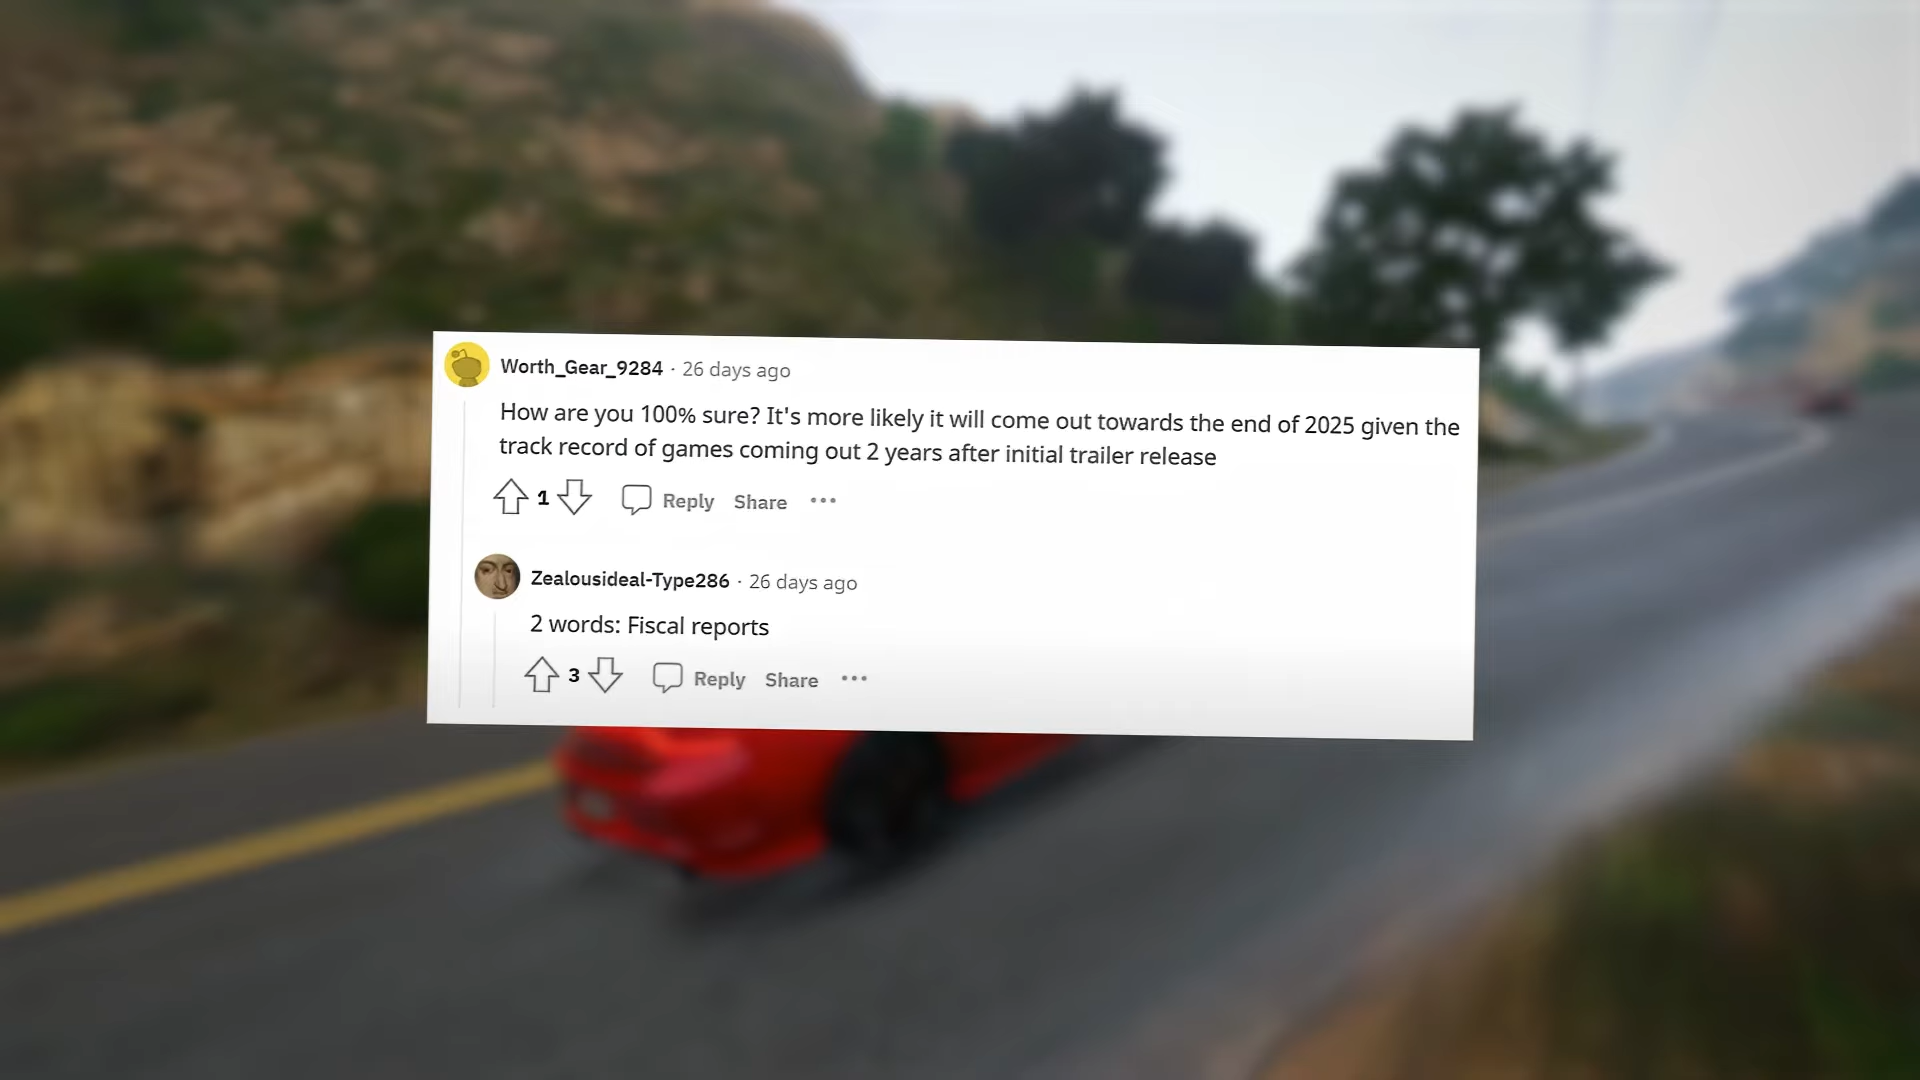 Worth_Gear_9284 · 26 days ago
How are you 100% sure? It's more likely it will come out towards the end of 2025 given the
track record of games coming out 2 years after initial trailer release
1 Reply Share ···
Zealousideal-Type286 · 26 days ago
2 words: Fiscal reports
3 Reply Share ···